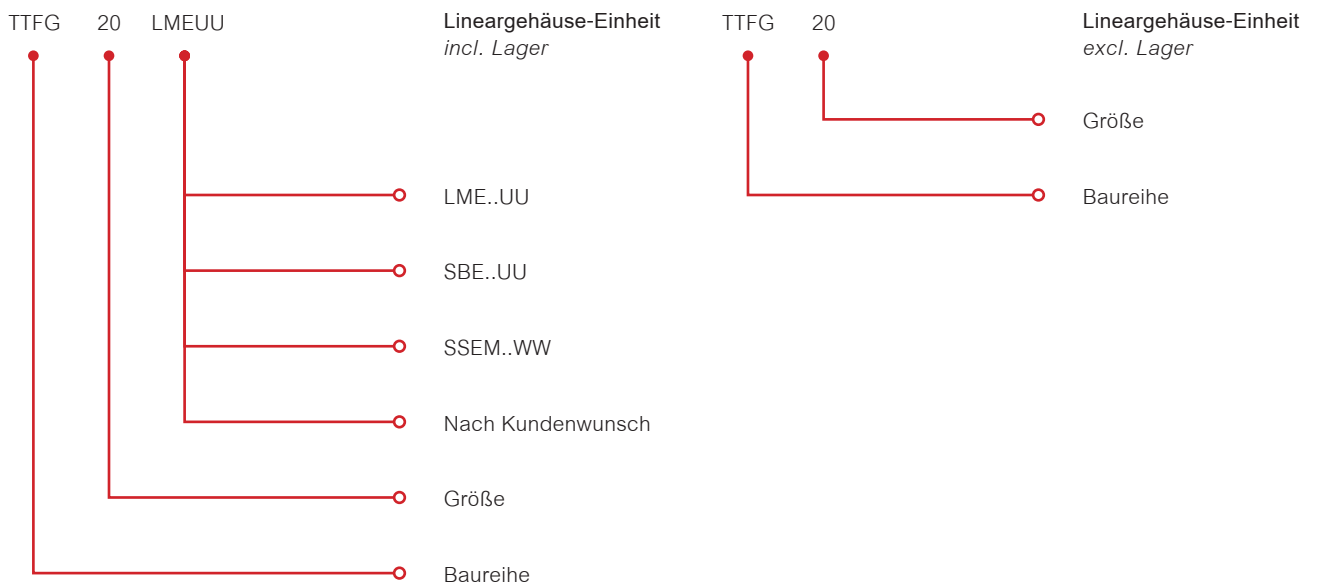 TTFG 20 LMEUU
Lineargehäuse-Einheit
incl. Lager
LME..UU
SBE..UU
SSEM..WW
Nach Kundenwunsch
Größe
Baureihe
TTFG 20
Lineargehäuse-Einheit
excl. Lager
Größe
Baureihe